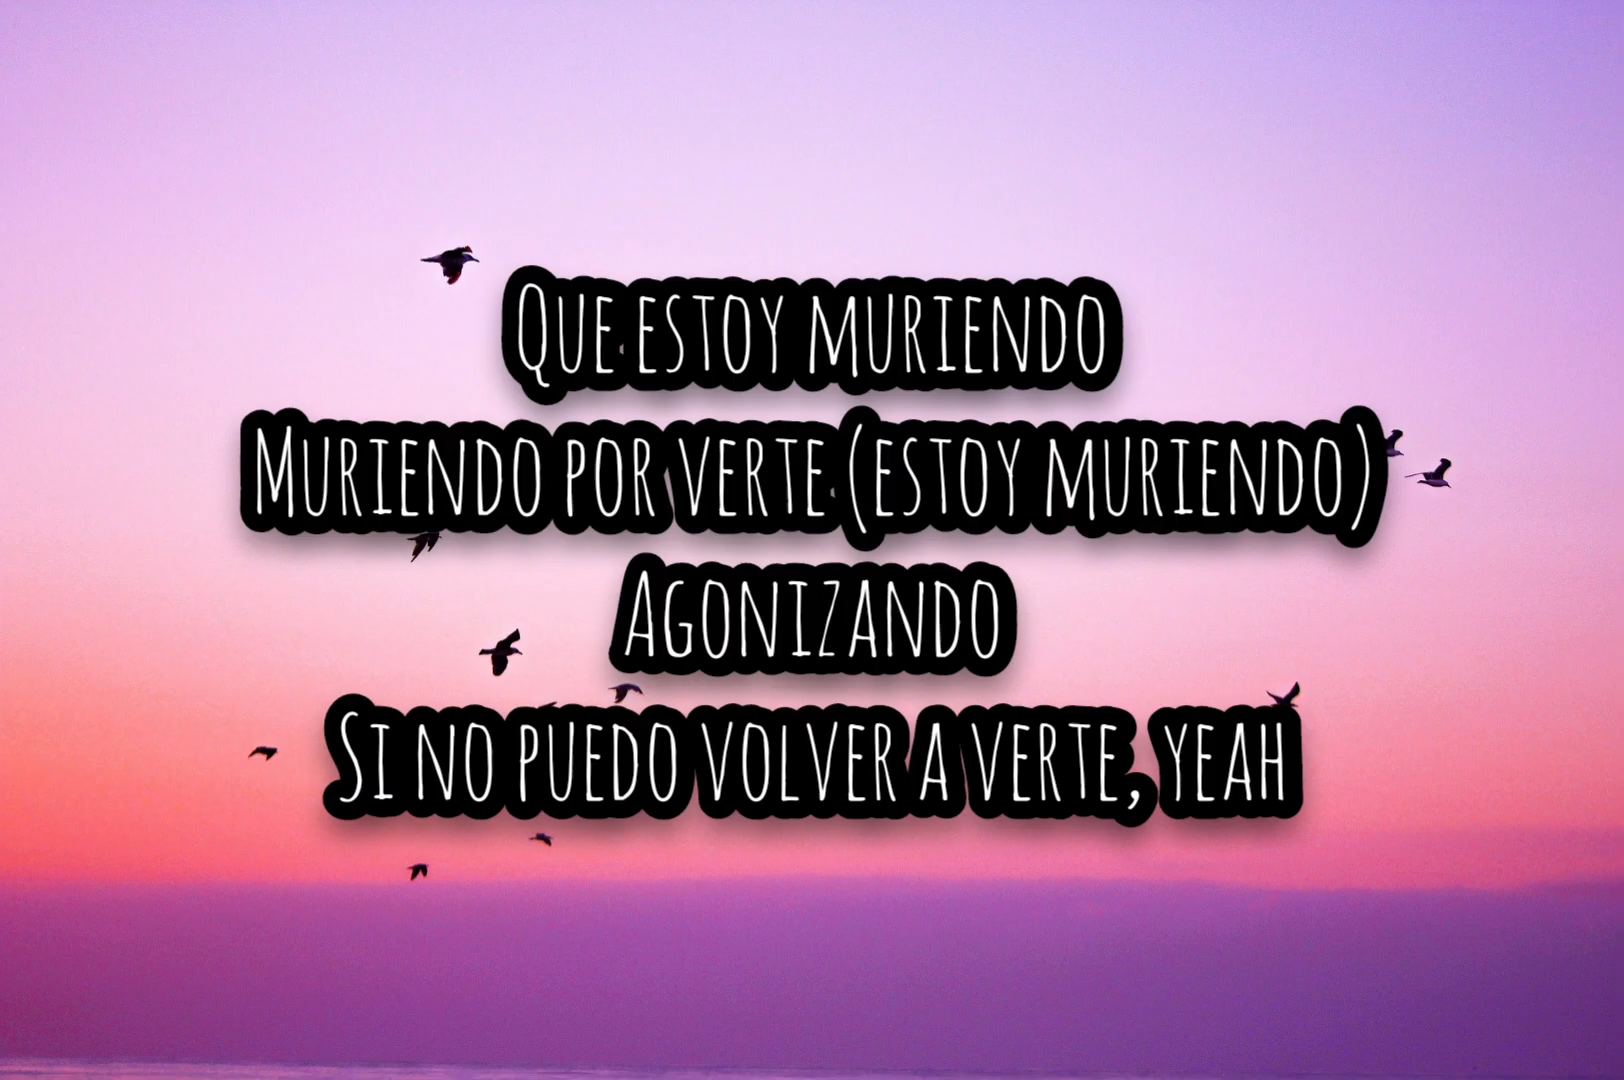 Que estoy muriendo
Muriendo por verte (estoy muriendo)
Agonizando
Si no puedo volver a verte, yeah